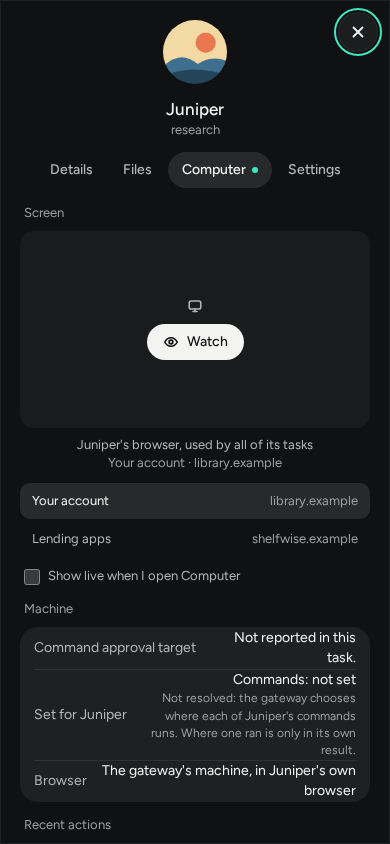 Juniper
research
Details Files Computer Settings
Screen
Watch
Juniper's browser, used by all of its tasks
Your account · library.example
Your account library.example
Lending apps shelfwise.example
Show live when I open Computer
Machine
Command approval target Not reported in this
task.
Commands: not set
Set for Juniper Not resolved: the gateway chooses
where each of Juniper's commands
runs. Where one ran is only in its own
result.
Browser The gateway's machine, in Juniper's own
browser
Recent actions